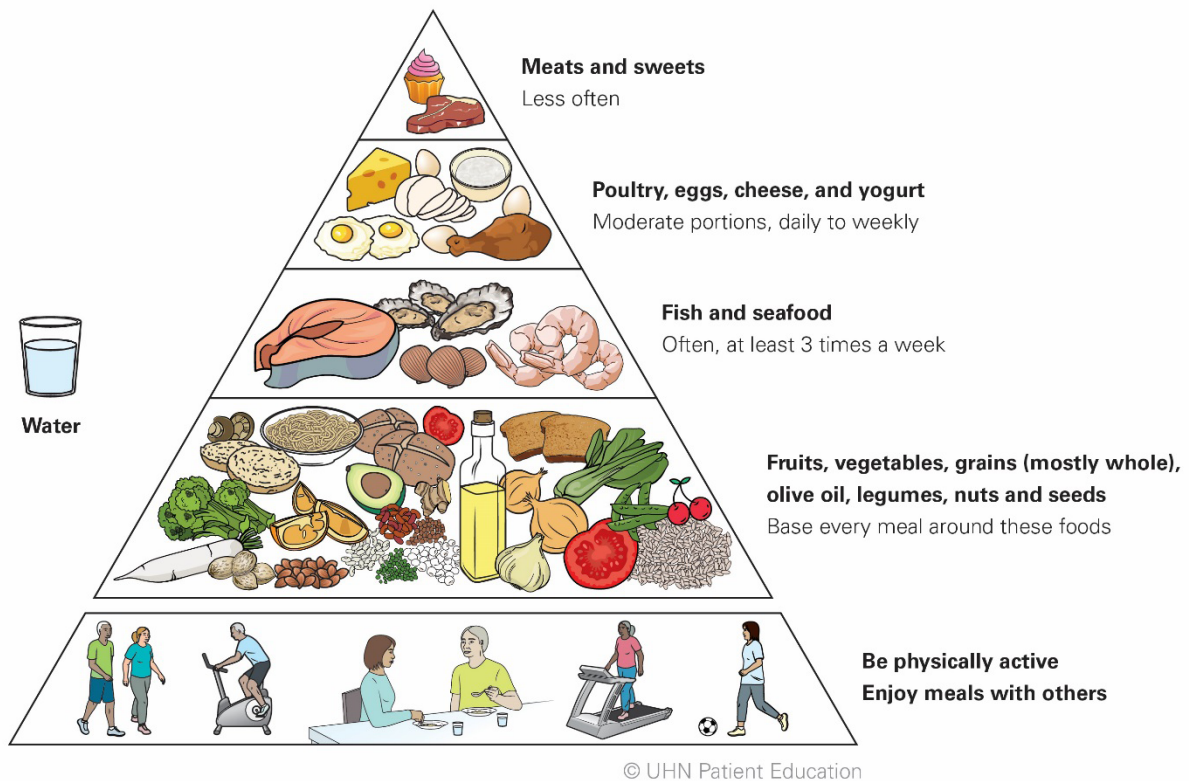 Meats and sweets
Less often
Poultry, eggs, cheese, and yogurt
Moderate portions, daily to weekly
Fish and seafood
Often, at least 3 times a week
Water
Fruits, vegetables, grains (mostly whole),
olive oil, legumes, nuts and seeds
Base every meal around these foods
Be physically active
Enjoy meals with others
© UHN Patient Education